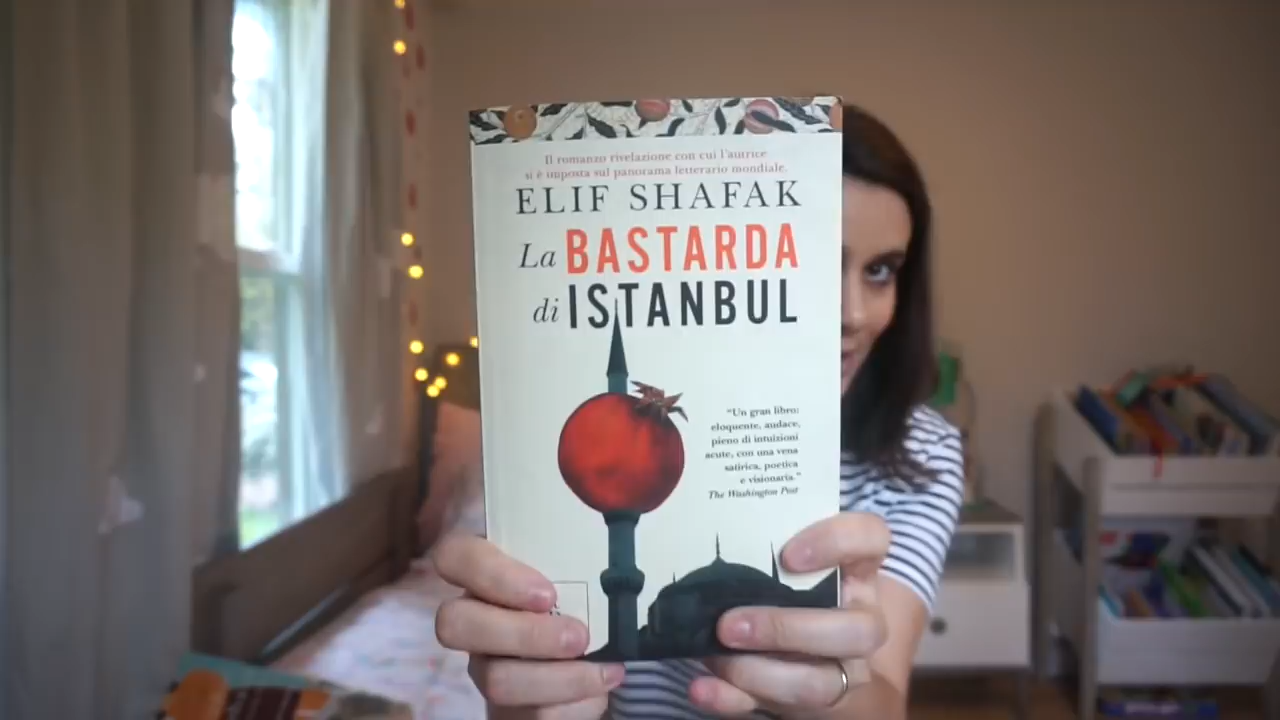 Il romanzo rivelazione con cui l'autrice
si è imposta sul panorama letterario mondiale.
ELIF SHAFAK
La BASTARDA
di ISTANBUL
"Un gran libro:
eloquente, audace,
pieno di intuizioni
acute, con una vena
satirica, poetica
e visionaria."
The Washington Post